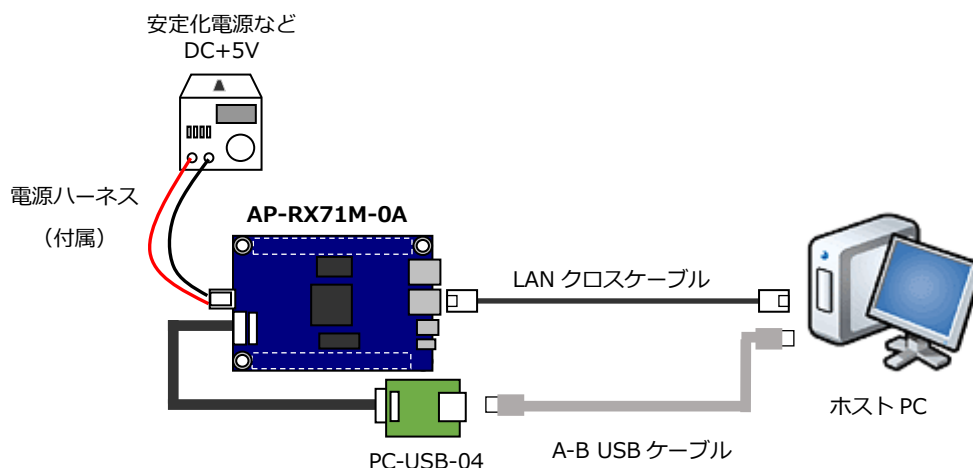 安定化電源など
DC+5V
電源ハーネス
（付属）
AP-RX71M-0A
LAN クロスケーブル
ホスト PC
A-B USB ケーブル
PC-USB-04